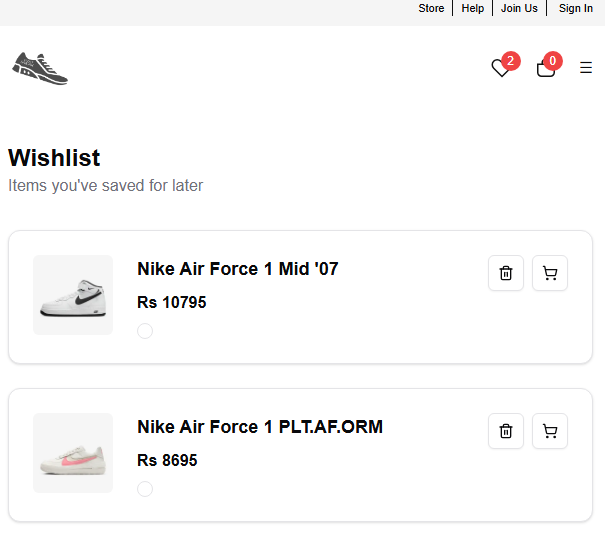 Store Help Join Us Sign In
2 0
Wishlist
Items you've saved for later
Nike Air Force 1 Mid '07
Rs 10795
Nike Air Force 1 PLT.AF.ORM
Rs 8695